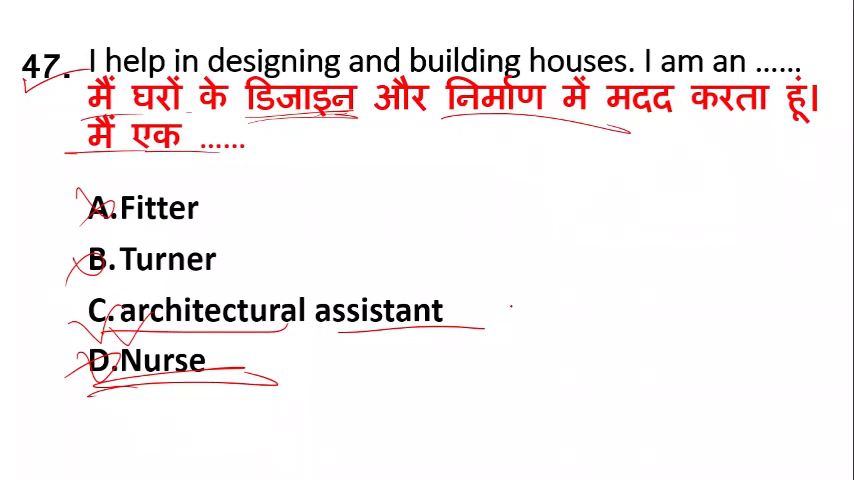 47. I help in designing and building houses. I am an ......
मैं घरों के डिजाइन और निर्माण में मदद करता हूं।
मैं एक ......
A. Fitter
B. Turner
C. architectural assistant
D. Nurse